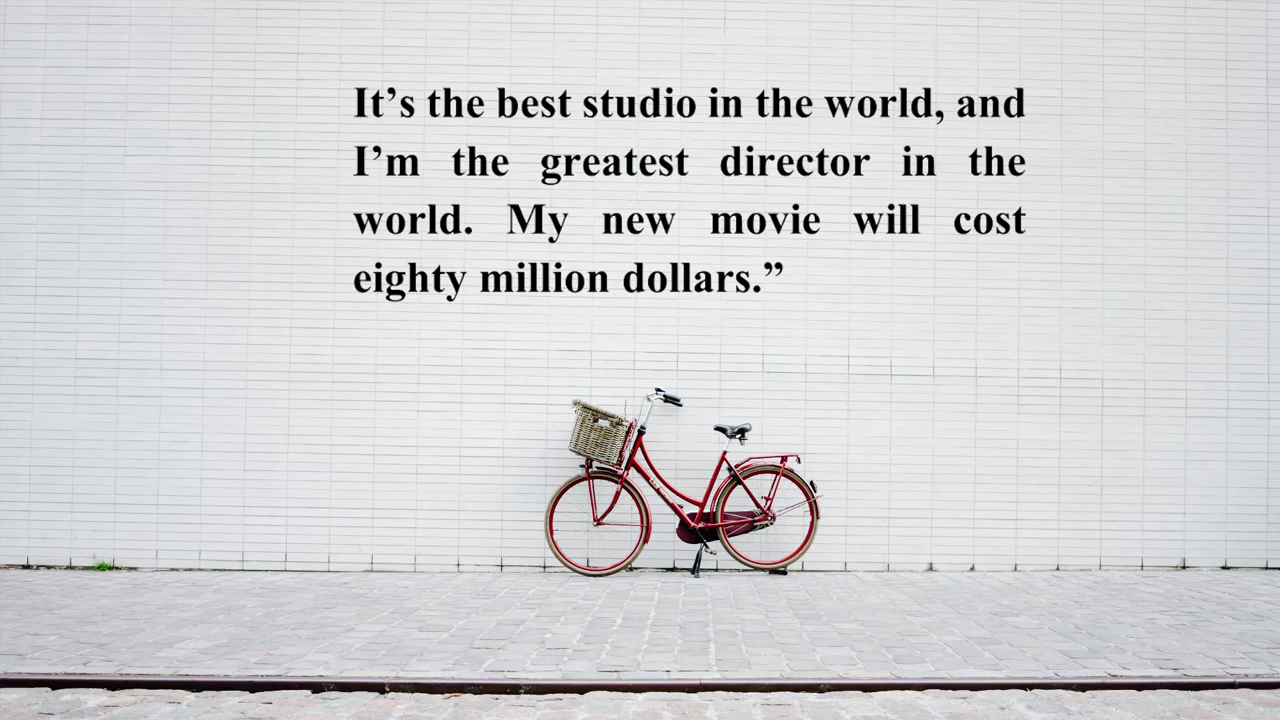 It’s the best studio in the world, and
I’m the greatest director in the
world. My new movie will cost
eighty million dollars.”